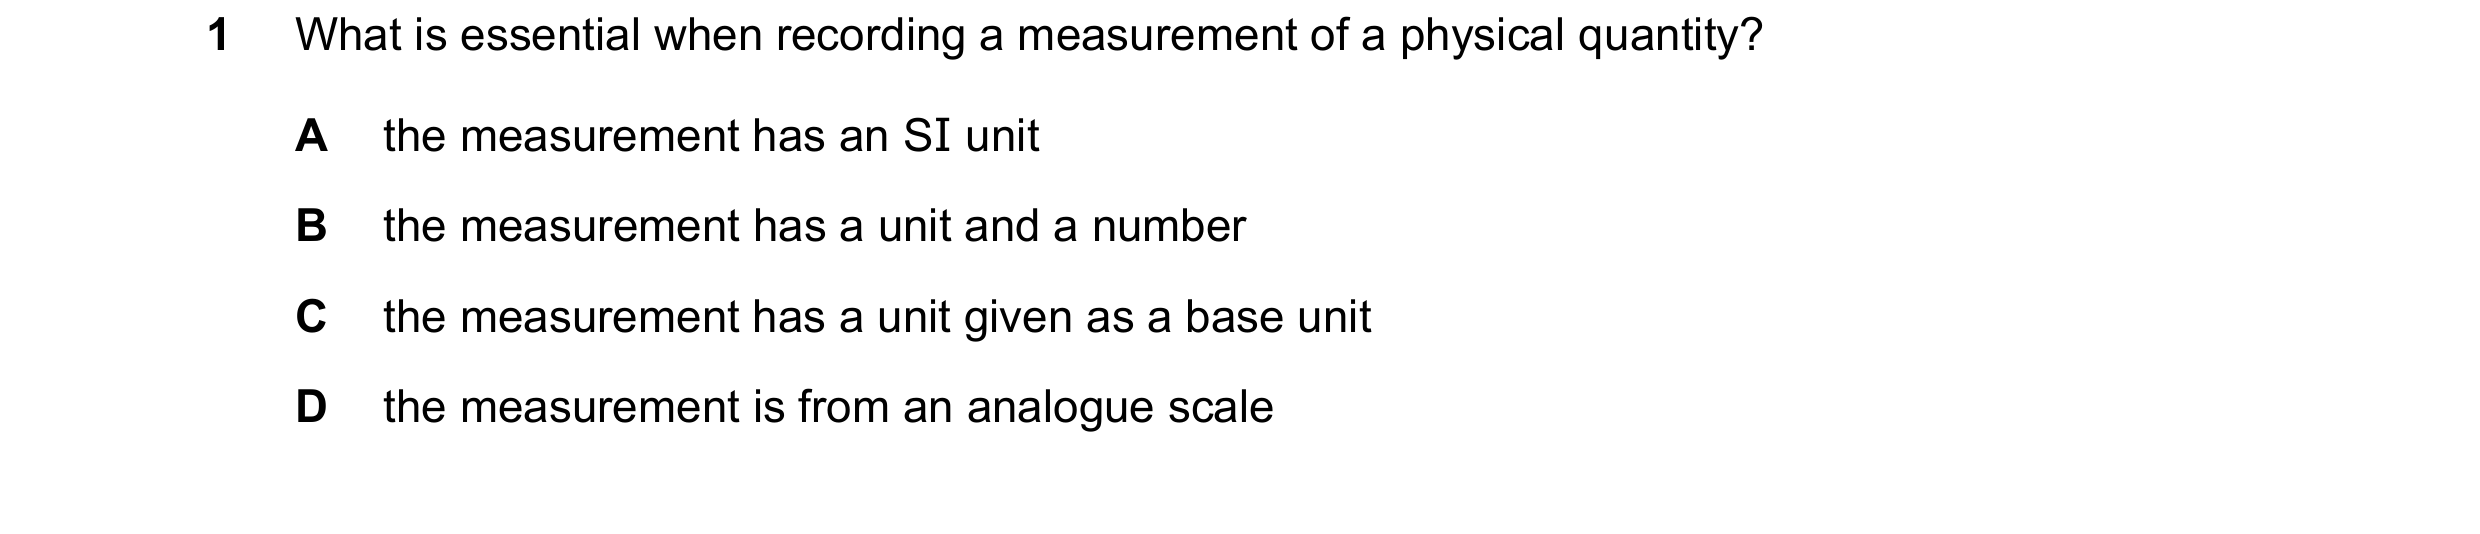 1 What is essential when recording a measurement of a physical quantity?
A the measurement has an SI unit
B the measurement has a unit and a number
C the measurement has a unit given as a base unit
D the measurement is from an analogue scale